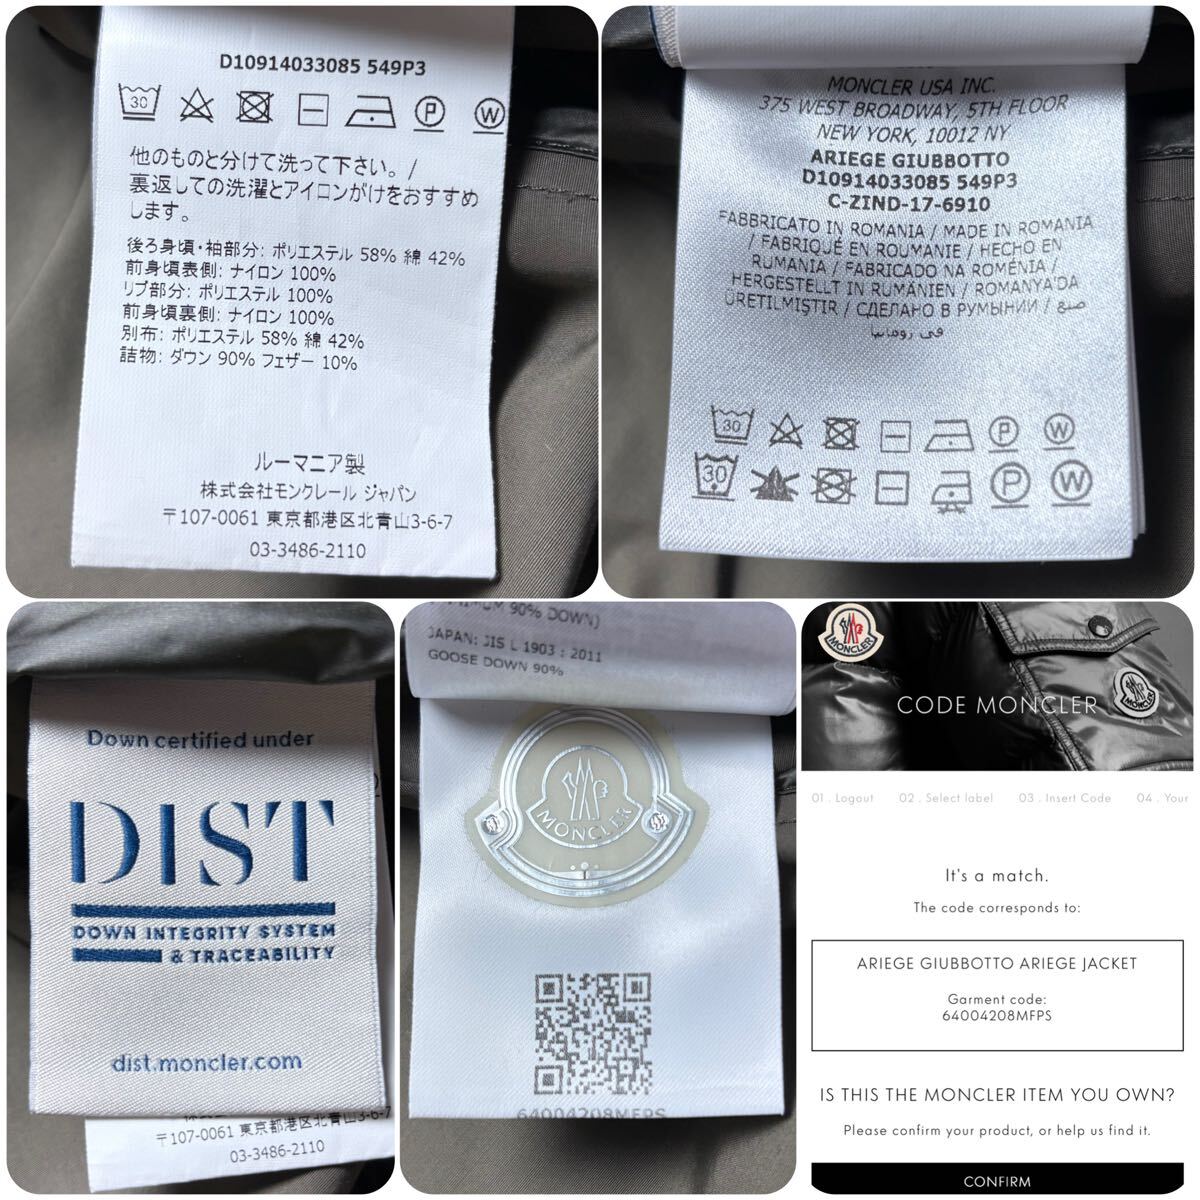 D10914033085 549P3
30
P
W
他のものと分けて洗って下さい。/
裏返しての洗濯とアイロンがけをおすすめ
します。
後ろ身頃・袖部分: ポリエステル 58% 綿 42%
前身頃表側: ナイロン 100%
リブ部分: ポリエステル 100%
前身頃裏側: ナイロン 100%
別布: ポリエステル 58% 綿 42%
詰物: ダウン 90% フェザー 10%
ルーマニア製
株式会社モンクレール ジャパン
〒107-0061 東京都港区北青山3-6-7
03-3486-2110
MONCLER USA INC.
375 WEST BROADWAY, 5TH FLOOR
NEW YORK, 10012 NY
ARIEGE GIUBBOTTO
D10914033085 549P3
C-ZIND-17-6910
FABBRICATO IN ROMANIA / MADE IN ROMANIA
/ FABRIQUÉ EN ROUMANIE / HECHO EN
RUMANIA / FABRICADO NA ROMÉNIA /
HERGESTELLT IN RUMÄNIEN / ROMANYA'DA
ÜRETILMIŞTIR / СДЕЛАНО В РУМЫНИИ / صنع
في رومانيا
30
P
W
30
P
W
Down certified under
DIST
DOWN INTEGRITY SYSTEM
& TRACEABILITY
dist.moncler.com
〒107-0061 東京都港区北青山3-6-7
03-3486-2110
90% DOWN)
JAPAN: JIS L 1903 : 2011
GOOSE DOWN 90%
MONCLER
64004208MFPS
MONCLER
MONCLER
CODE MONCLER
01 . Logout 02 . Select label 03 . Insert Code 04 . Your
It's a match.
The code corresponds to:
ARIEGE GIUBBOTTO ARIEGE JACKET
Garment code:
64004208MFPS
IS THIS THE MONCLER ITEM YOU OWN?
Please confirm your product, or help us find it.
CONFIRM